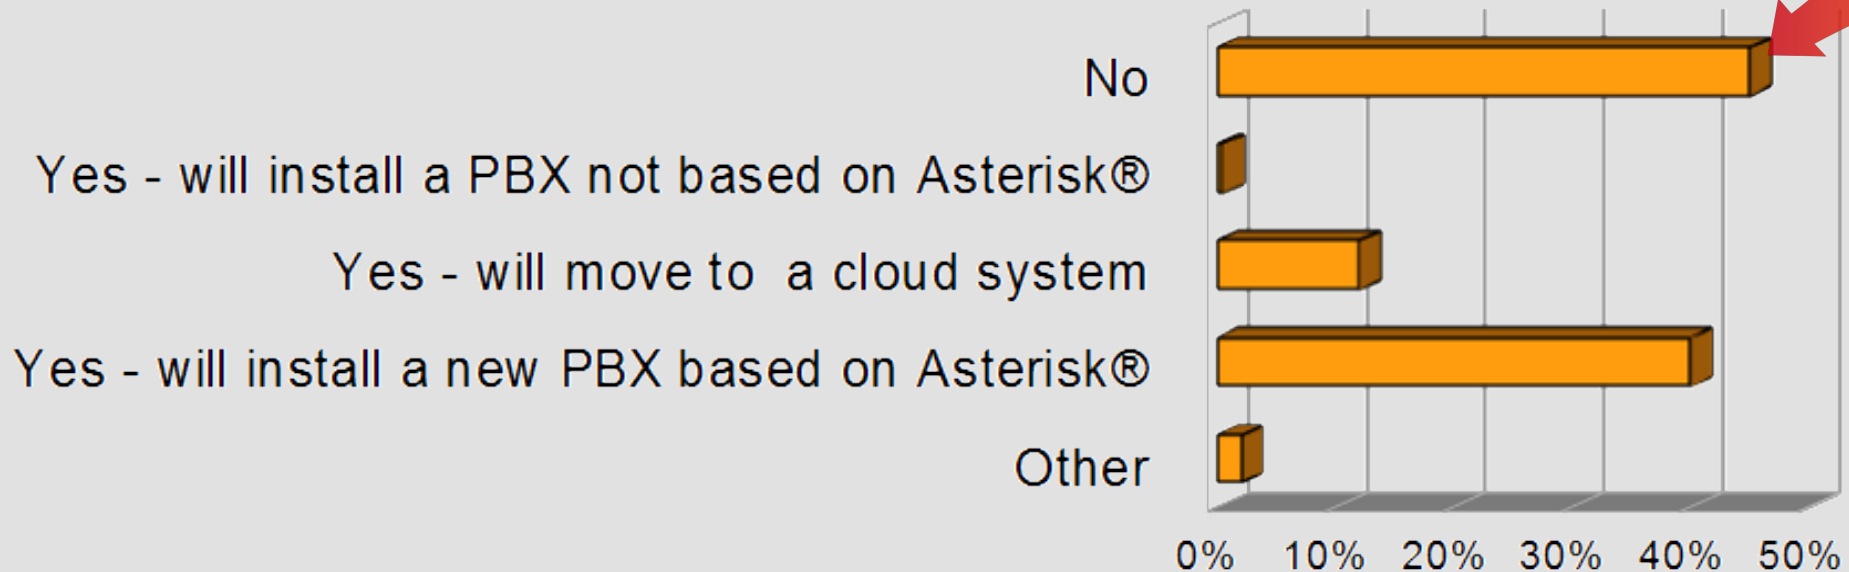 No
Yes - will install a PBX not based on Asterisk®
Yes - will move to a cloud system
Yes - will install a new PBX based on Asterisk®
Other
0% 10% 20% 30% 40% 50%